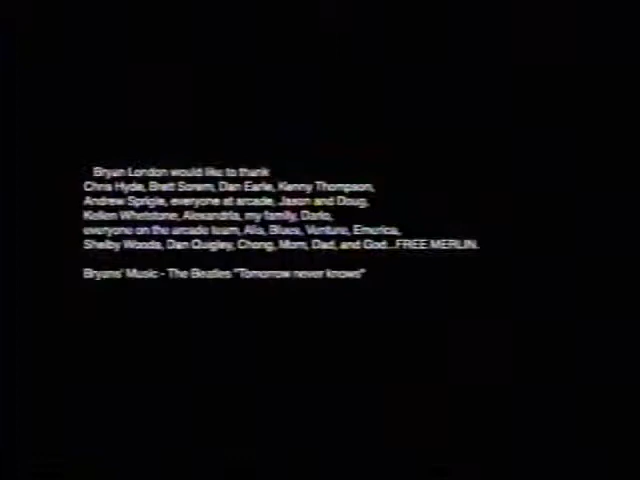 Bryan London would like to thank
Chris Hyde, Brett Sorem, Dan Earle, Kenny Thompson,
Andrew Sprigle, everyone at arcade, Jason and Doug,
Kellen Whetstone, Alexandria, my family, Dario,
everyone on the arcade team, Alis, Blues, Venture, Emerica,
Shelby Woods, Dan Quigley, Chong, Mom, Dad, and God...FREE MERLIN.
Bryans' Music - The Beatles "Tomorrow never knows"